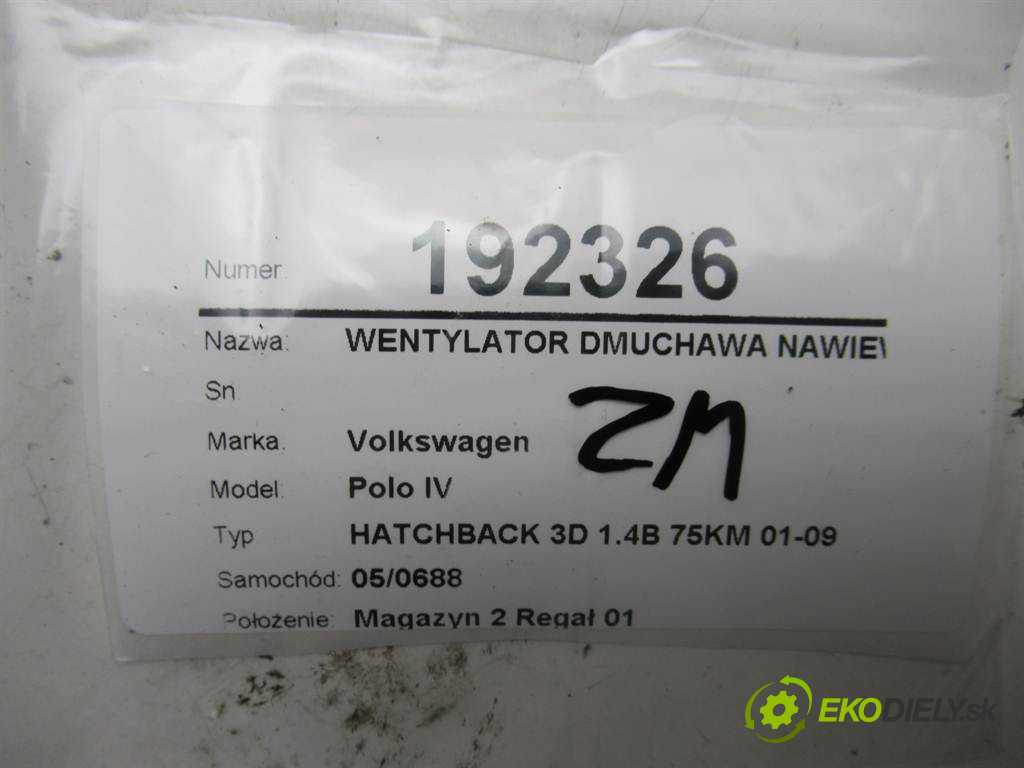 Numer: 192326
Nazwa: WENTYLATOR DMUCHAWA NAWIEW
Sn
Marka: Volkswagen
ZM
Model: Polo IV
Typ HATCHBACK 3D 1.4B 75KM 01-09
Samochód: 05/0688
Położenie: Magazyn 2 Regał 01
EKODIELY.sk